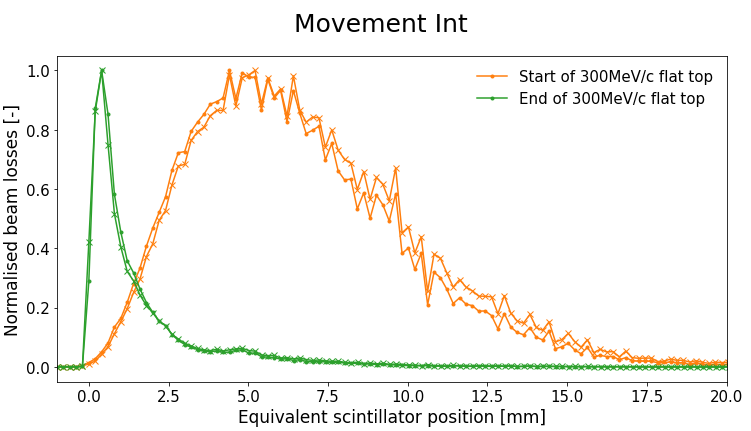 Movement Int
Normalised beam losses [-]
1.0
0.8
0.6
0.4
0.2
0.0
Start of 300MeV/c flat top
End of 300MeV/c flat top
0.0 2.5 5.0 7.5 10.0 12.5 15.0 17.5 20.0
Equivalent scintillator position [mm]